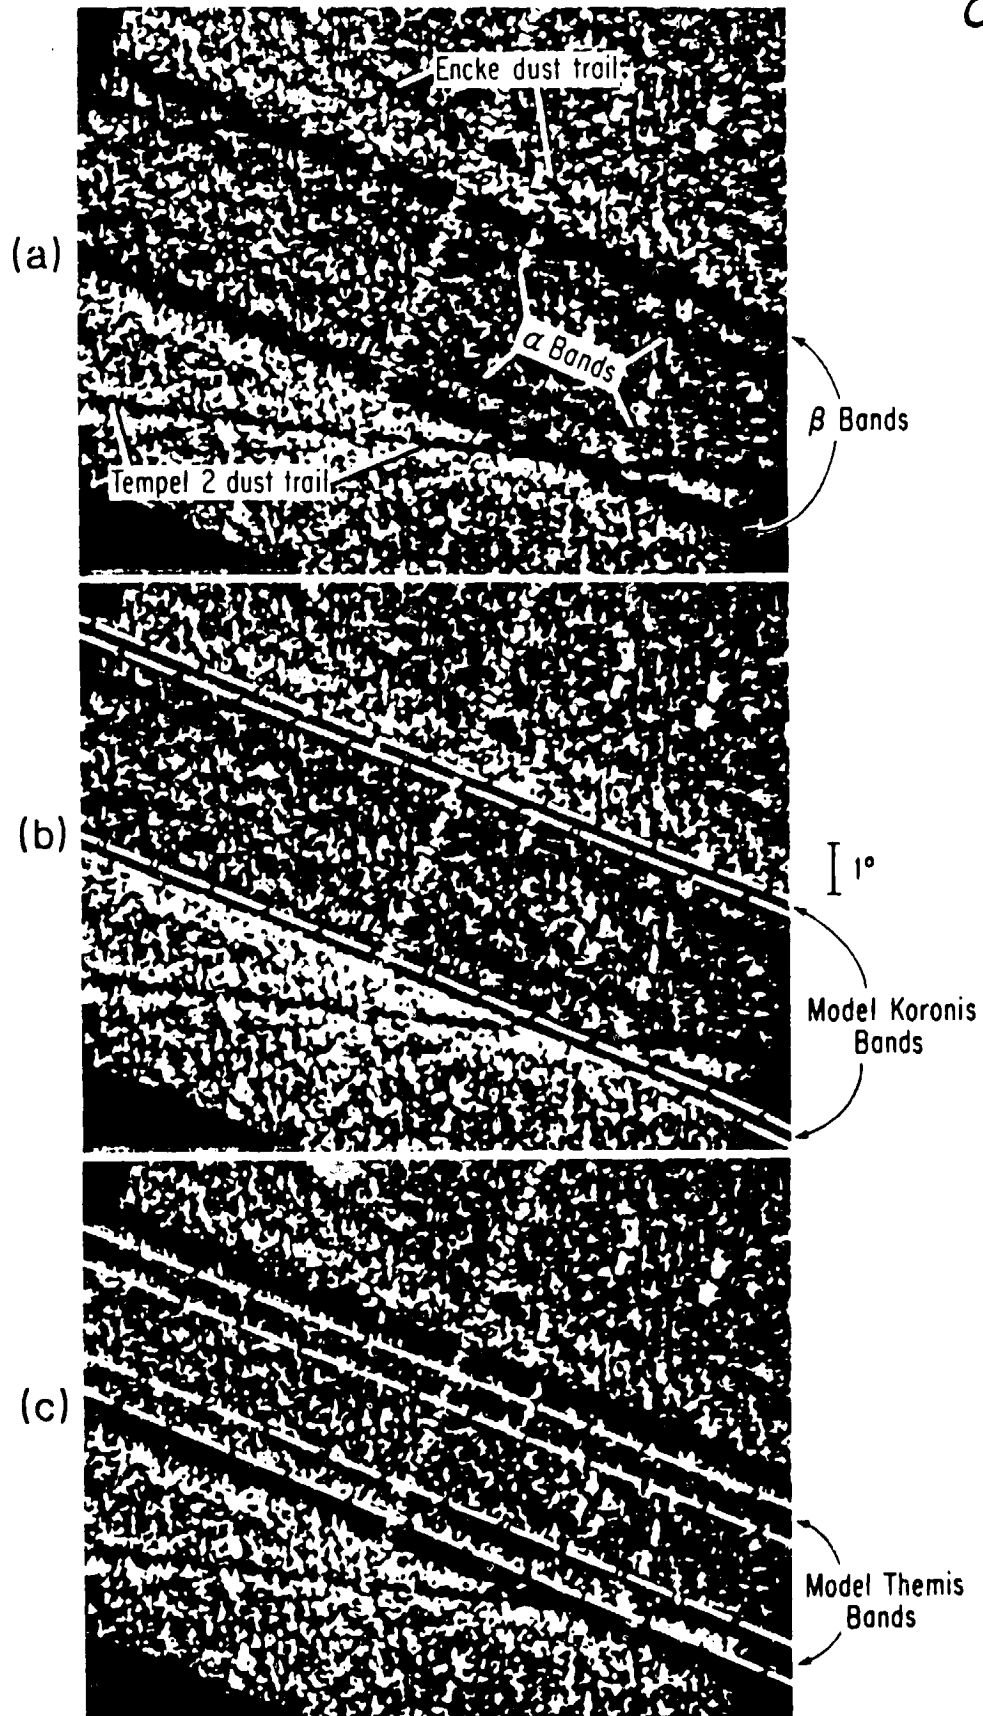 Encke dust trail
(a)
α Bands
β Bands
Tempel 2 dust trail
(b)
1°
Model Koronis
Bands
(c)
Model Themis
Bands